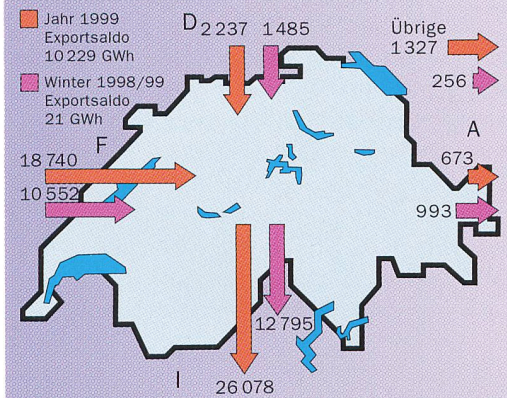 Jahr 1999
Exportsaldo
10 229 GWh
Winter 1998/99
Exportsaldo
21 GWh
D
2 237
1 485
Übrige
1 327
256
F
18 740
10 552
A
673
993
12 795
I
26 078